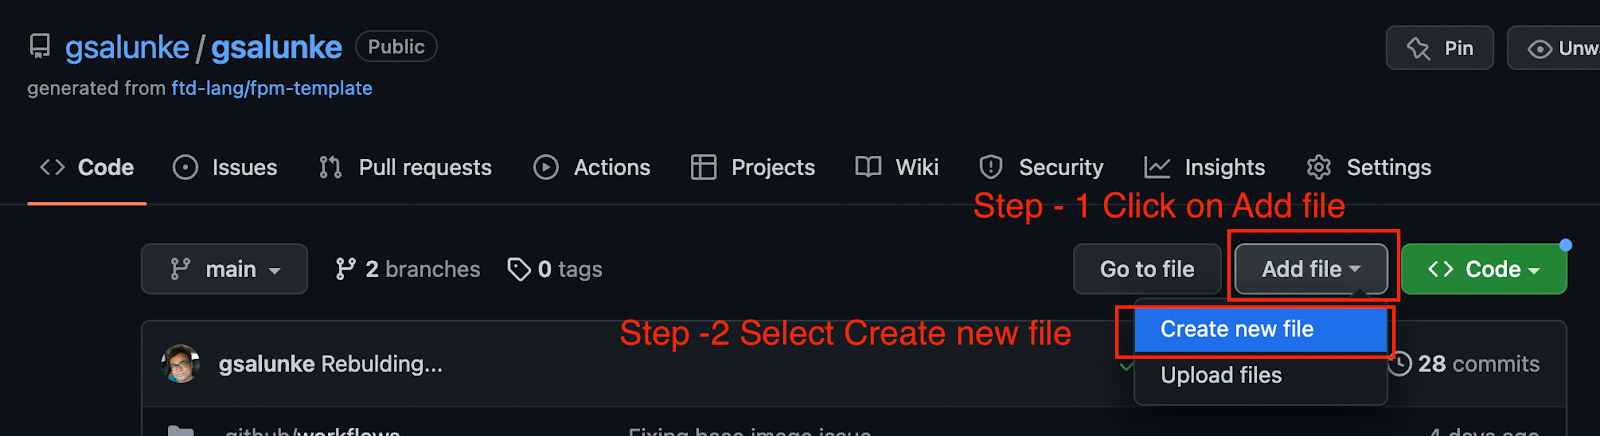 gsalunke / gsalunke Public
Pin
Unwa
generated from ftd-lang/fpm-template
Code Issues Pull requests Actions Projects Wiki Security Insights Settings
Step - 1 Click on Add file
main 2 branches 0 tags Go to file Add file Code
Step -2 Select Create new file
Create new file
gsalunke Rebulding...
28 commits
Upload files
.github/workflows Fixing base image issue 4 days ago